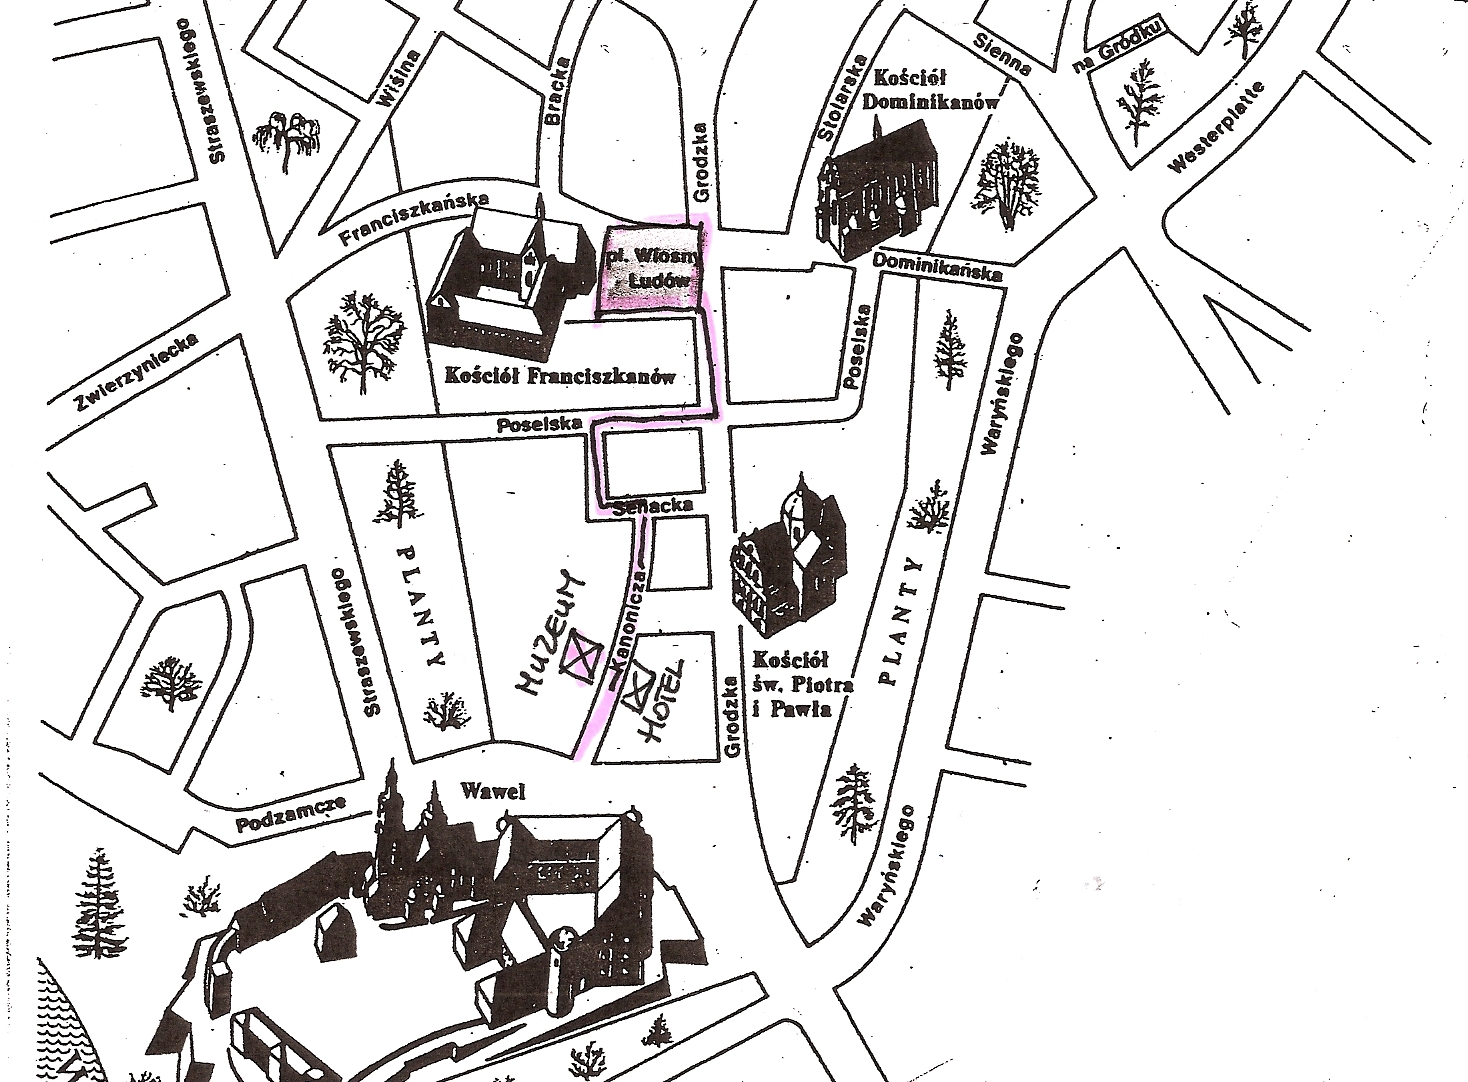 Straszewskiego
Wiślna
Bracka
Grodzka
Stolarska
Sienna
na Gródku
Westerplatte
Kościół
Dominikanów
Franciszkańska
pl. Wiosny
Ludów
Dominikańska
Zwierzyniecka
Kościół Franciszkanów
Poselska
Poselska
Waryńskiego
Senacka
PLANTY
Straszewskiego
MUZEUM
Kanonicza
HOTEL
Grodzka
Kościół
św. Piotra
i Pawła
PLANTY
Podzamcze
Wawel
Waryńskiego